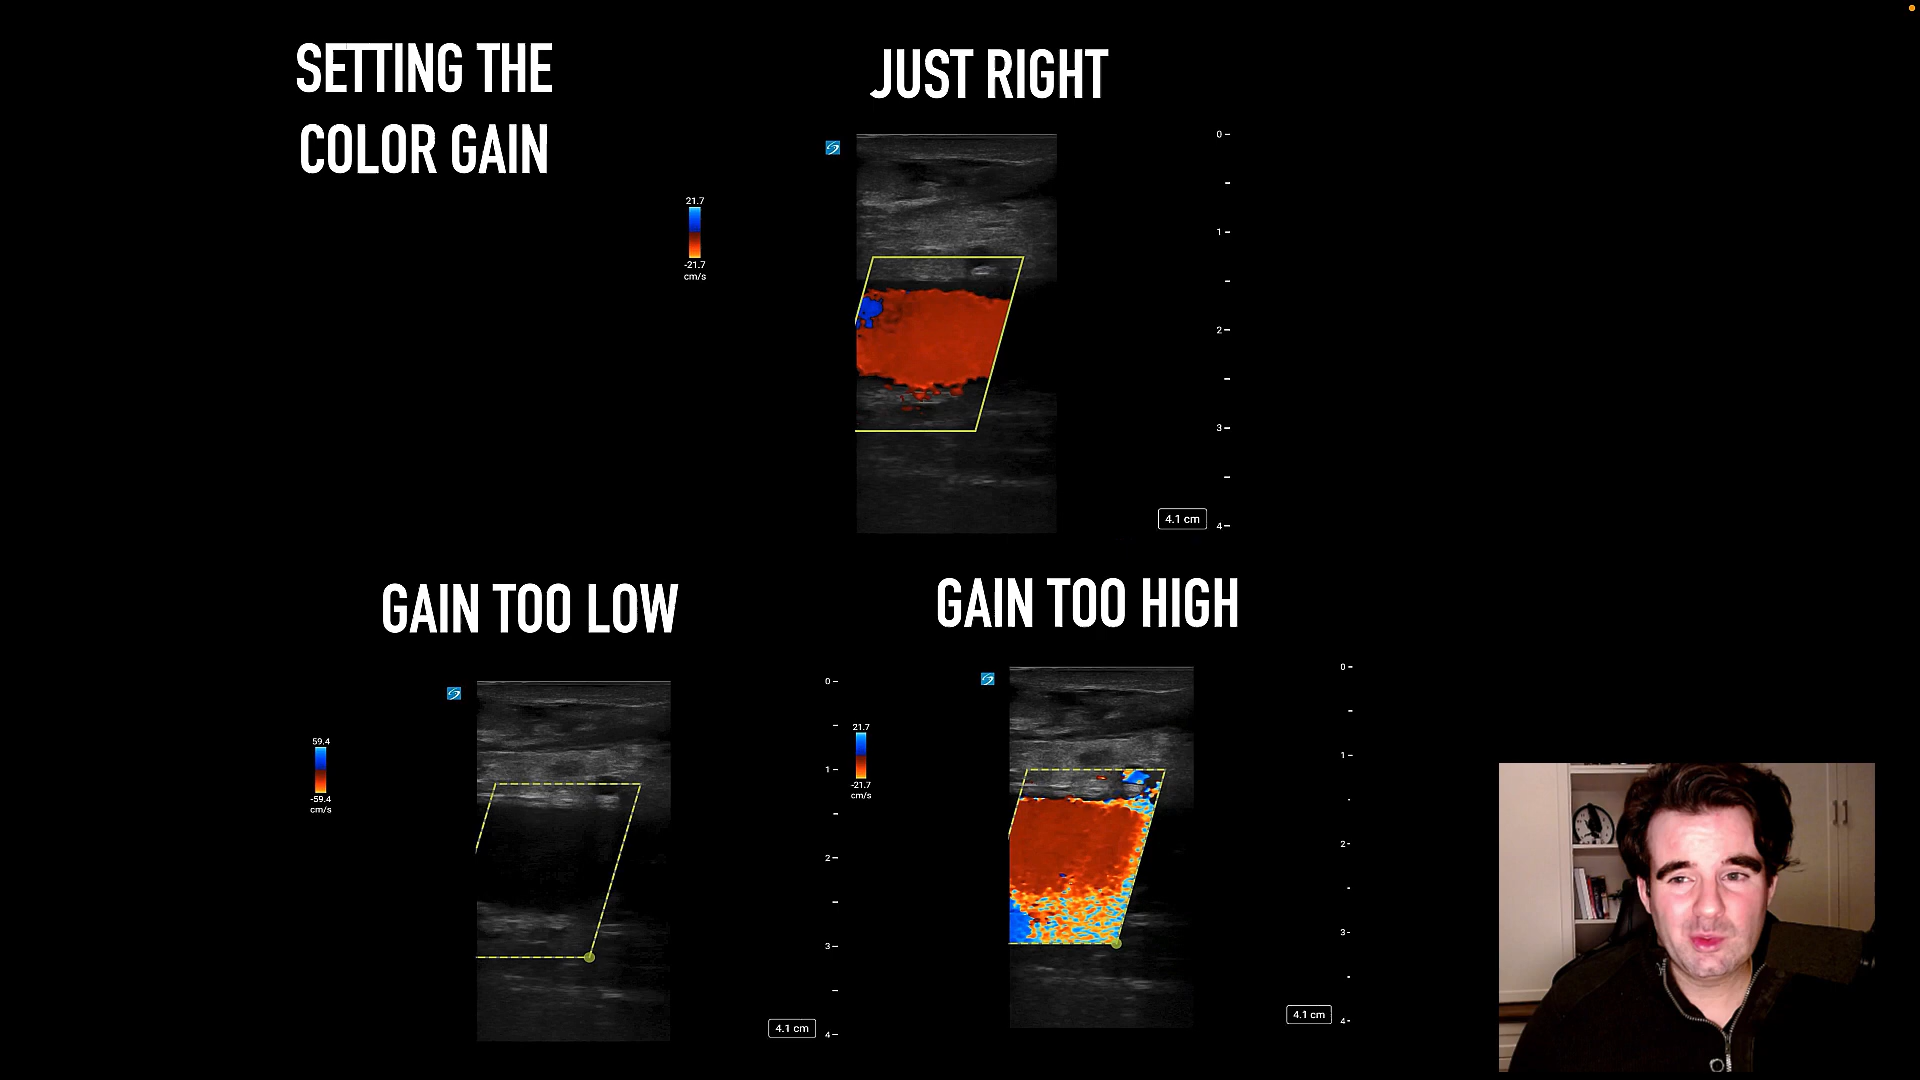 SETTING THE
COLOR GAIN
JUST RIGHT
21.7
-21.7
cm/s
0
1
2
3
4
4.1 cm
GAIN TOO LOW
59.4
-59.4
cm/s
0
1
2
3
4
4.1 cm
GAIN TOO HIGH
21.7
-21.7
cm/s
0
1
2
3
4
4.1 cm